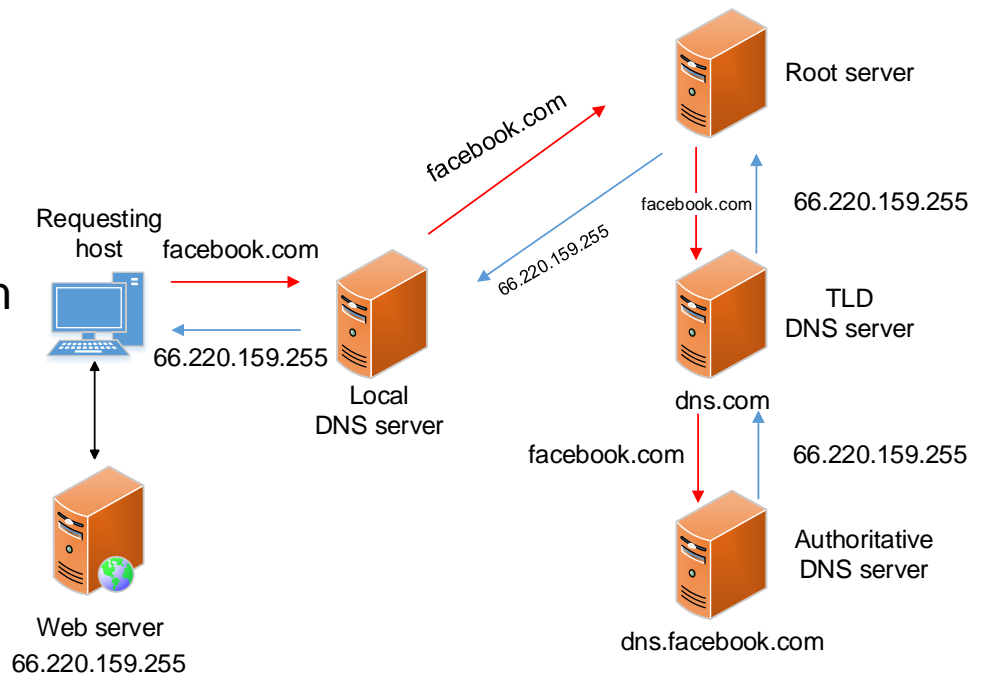 Root server
facebook.com
facebook.com
66.220.159.255
Requesting
host
facebook.com
66.220.159.255
n
TLD
DNS server
66.220.159.255
Local
DNS server
dns.com
facebook.com
66.220.159.255
Authoritative
DNS server
Web server
66.220.159.255
dns.facebook.com